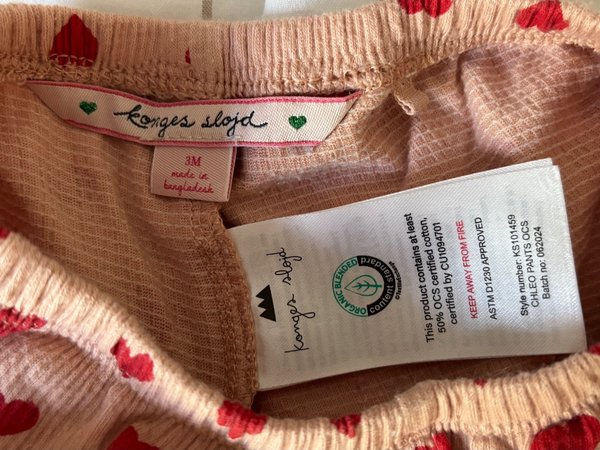 konges sløjd
3M
made in
bangladesh
konges sløjd
ORGANIC BLENDED
content standard
This product contains at least
50% OCS certified cotton,
certified by CU1094701
KEEP AWAY FROM FIRE
ASTM D1230 APPROVED
Style number: KS101459
CHLEO PANTS OCS
Batch no: 062024